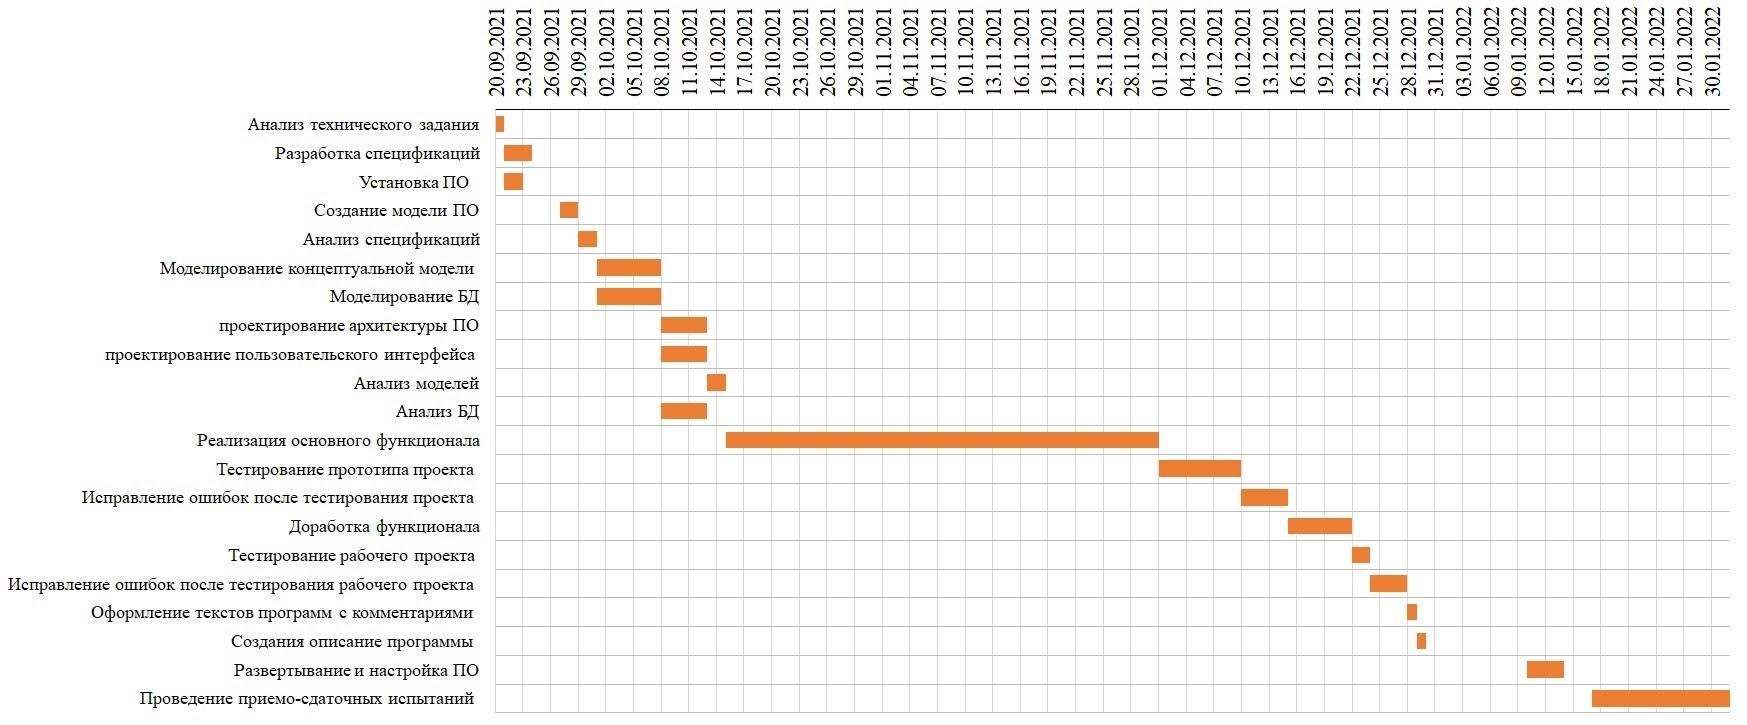 20.09.2021
23.09.2021
26.09.2021
29.09.2021
02.10.2021
05.10.2021
08.10.2021
11.10.2021
14.10.2021
17.10.2021
20.10.2021
23.10.2021
26.10.2021
29.10.2021
01.11.2021
04.11.2021
07.11.2021
10.11.2021
13.11.2021
16.11.2021
19.11.2021
22.11.2021
25.11.2021
28.11.2021
01.12.2021
04.12.2021
07.12.2021
10.12.2021
13.12.2021
16.12.2021
19.12.2021
22.12.2021
25.12.2021
28.12.2021
31.12.2021
03.01.2022
06.01.2022
09.01.2022
12.01.2022
15.01.2022
18.01.2022
21.01.2022
24.01.2022
27.01.2022
30.01.2022
Анализ технического задания
Разработка спецификаций
Установка ПО
Создание модели ПО
Анализ спецификаций
Моделирование концептуальной модели
Моделирование БД
проектирование архитектуры ПО
проектирование пользовательского интерфейса
Анализ моделей
Анализ БД
Реализация основного функционала
Тестирование прототипа проекта
Исправление ошибок после тестирования проекта
Доработка функционала
Тестирование рабочего проекта
Исправление ошибок после тестирования рабочего проекта
Оформление текстов программ с комментариями
Создания описание программы
Развертывание и настройка ПО
Проведение приемо-сдаточных испытаний